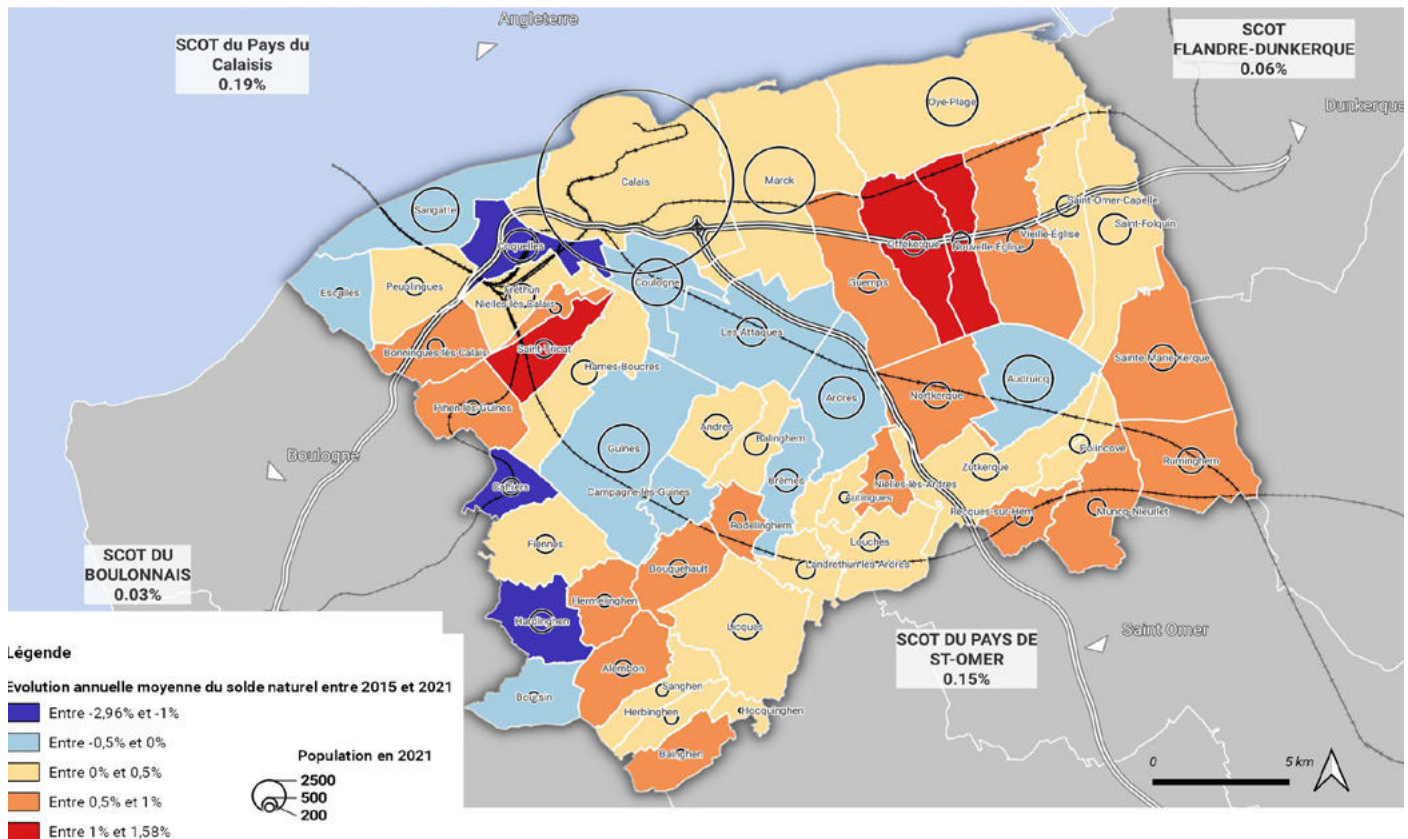 Angleterre
SCOT du Pays du
Calaisis
0.19%
SCOT
FLANDRE-DUNKERQUE
0.06%
Dunkerque
Oye-Plage
Calais
Marck
Sangatte
Saint-Omer-Capelle
Saint-Folquin
Coquelles
Offekerque
Nouvelle-Église
Vieille-Église
Escalles
Peuplingues
Fréthun
Coulogne
Guemps
Nielles-lès-Calais
Les Attaques
Bonningues-lès-Calais
Saint-Tricat
Sainte-Marie-Kerque
Hames-Boucres
Audruicq
Pihen-lès-Guînes
Arcres
Nortkerque
Andres
Boulogne
Guînes
Balinghem
Polincove
Ruminghem
Zutkerque
Caffiers
Campagne-lès-Guines
Brêmes
Nielles-lès-Ardres
Autingues
Recques-sur-Hem
Muncq-Nieurlet
Rodelinghem
SCOT DU
BOULONNAIS
0.03%
Fiennes
Louches
Bouquehault
Landrethun-lès-Ardres
Hermelinghen
Hardinghen
Licques
SCOT DU PAYS DE
ST-OMER
0.15%
Saint Omer
Alembon
Sanghen
Boursin
Herbinghen
Hocquinghen
Bainghen
Légende
Evolution annuelle moyenne du solde naturel entre 2015 et 2021
Entre -2,96% et -1%
Entre -0,5% et 0%
Entre 0% et 0,5%
Entre 0,5% et 1%
Entre 1% et 1,58%
Population en 2021
2500
500
200
0
5 km